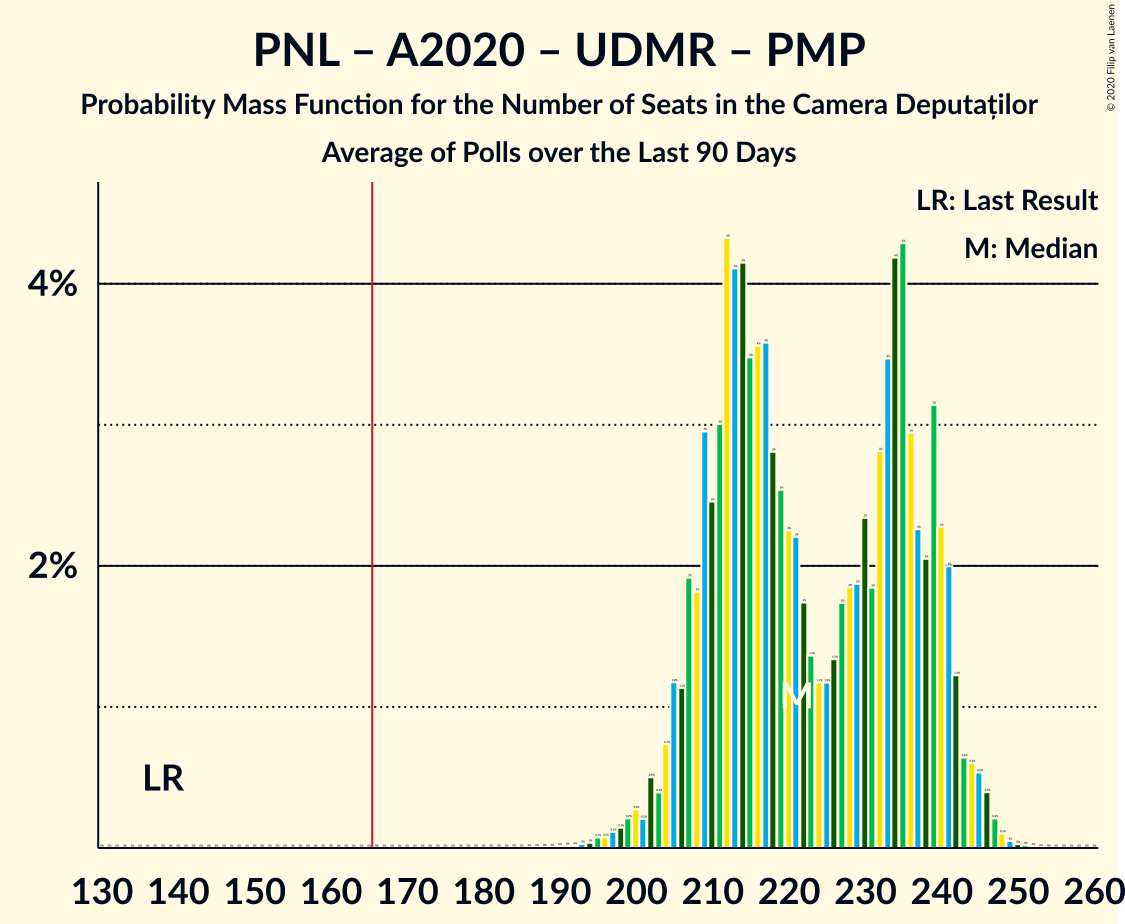 PNL – A2020 – UDMR – PMP
Probability Mass Function for the Number of Seats in the Camera Deputaților
Average of Polls over the Last 90 Days
© 2020 Filip van Laenen
LR: Last Result
M: Median
4%
2%
LR
M
130 140 150 160 170 180 190 200 210 220 230 240 250 260